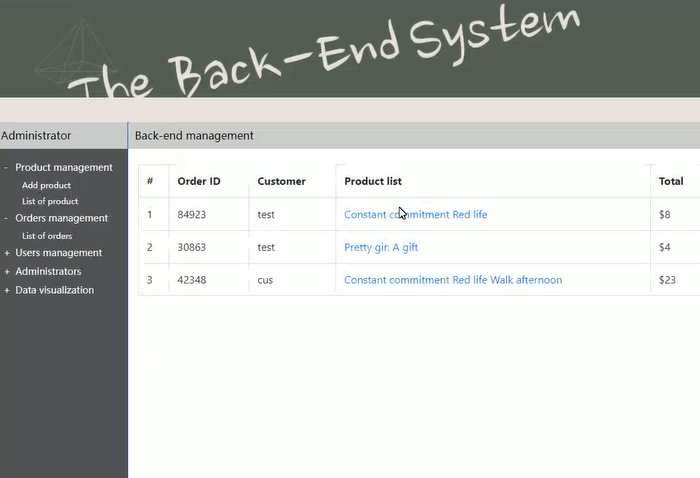 The Back-End System
Administrator
Back-end management
- Product management
Add product
List of product
- Orders management
List of orders
+ Users management
+ Administrators
+ Data visualization
# Order ID Customer Product list Total
1 84923 test Constant commitment Red life $8
2 30863 test Pretty girl A gift $4
3 42348 cus Constant commitment Red life Walk afternoon $23